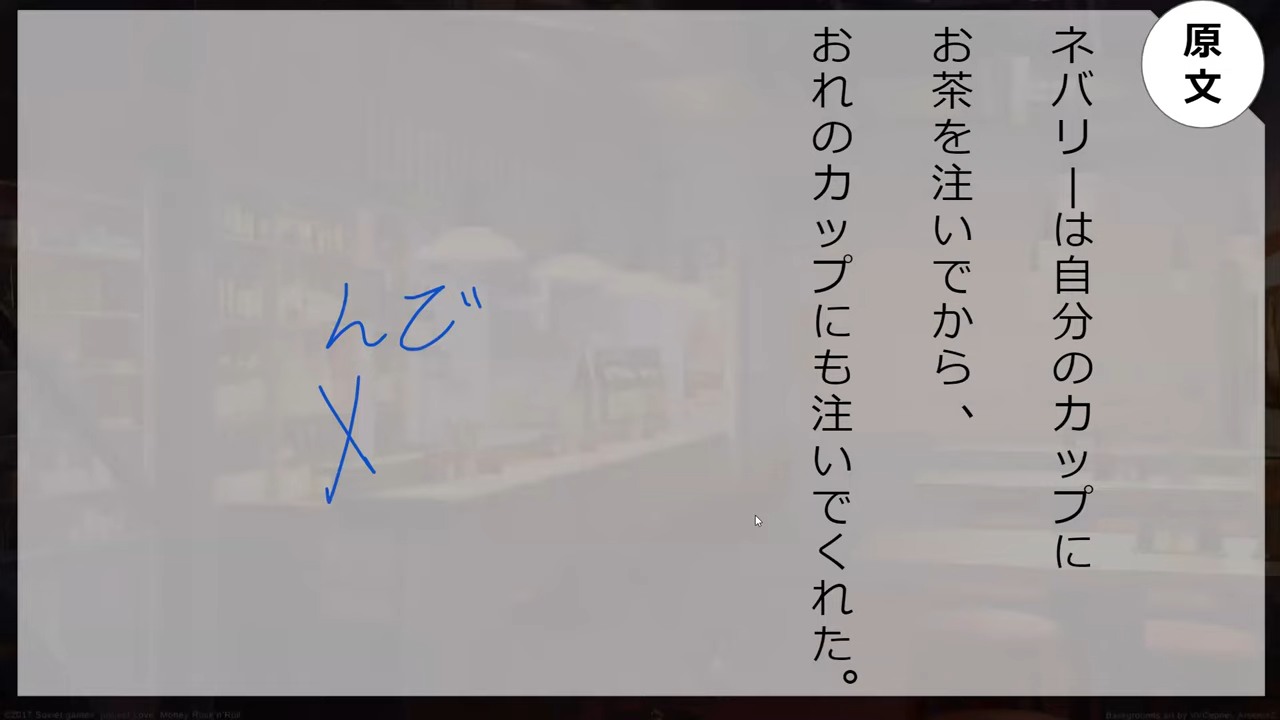 原文
ネバリーは自分のカップに
お茶を注いでから、
おれのカップにも注いでくれた。
んで